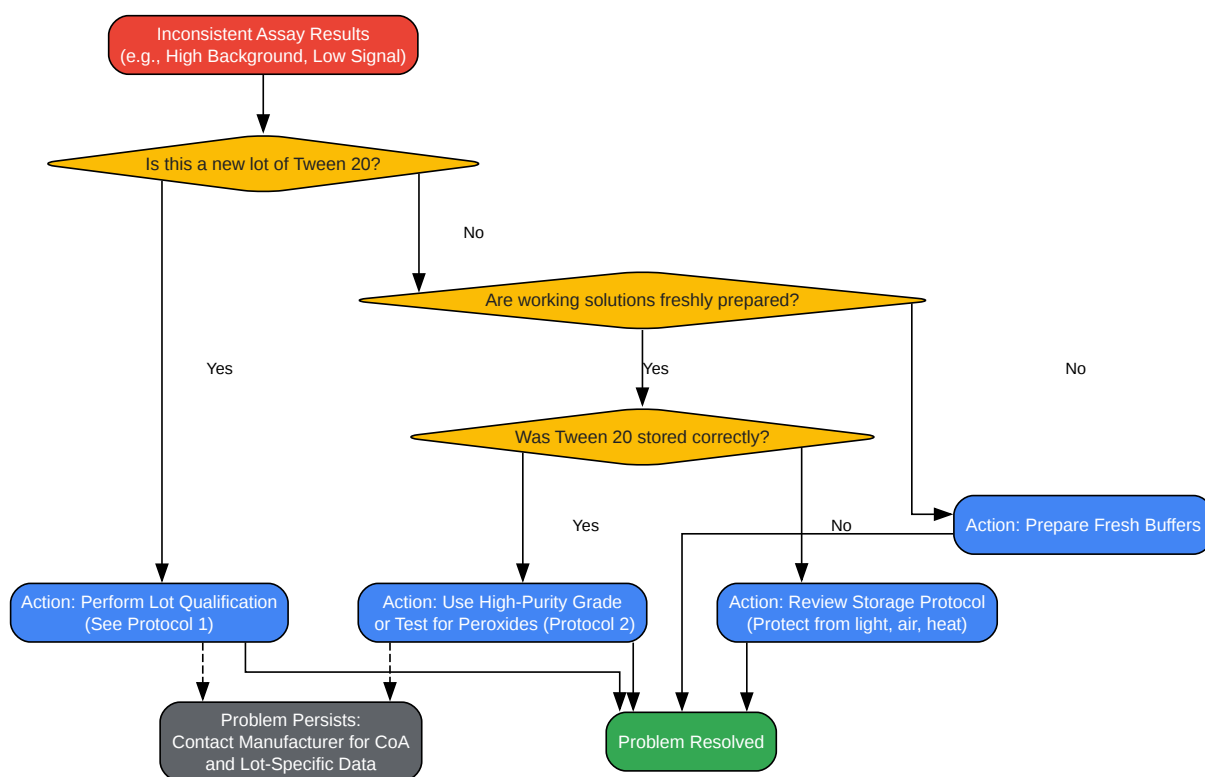 Inconsistent Assay Results
(e.g., High Background, Low Signal)
Is this a new lot of Tween 20?
No
Are working solutions freshly prepared?
Yes
Yes
No
Was Tween 20 stored correctly?
Yes
No
Action: Prepare Fresh Buffers
Action: Perform Lot Qualification
(See Protocol 1)
Action: Use High-Purity Grade
or Test for Peroxides (Protocol 2)
Action: Review Storage Protocol
(Protect from light, air, heat)
Problem Persists:
Contact Manufacturer for CoA
and Lot-Specific Data
Problem Resolved